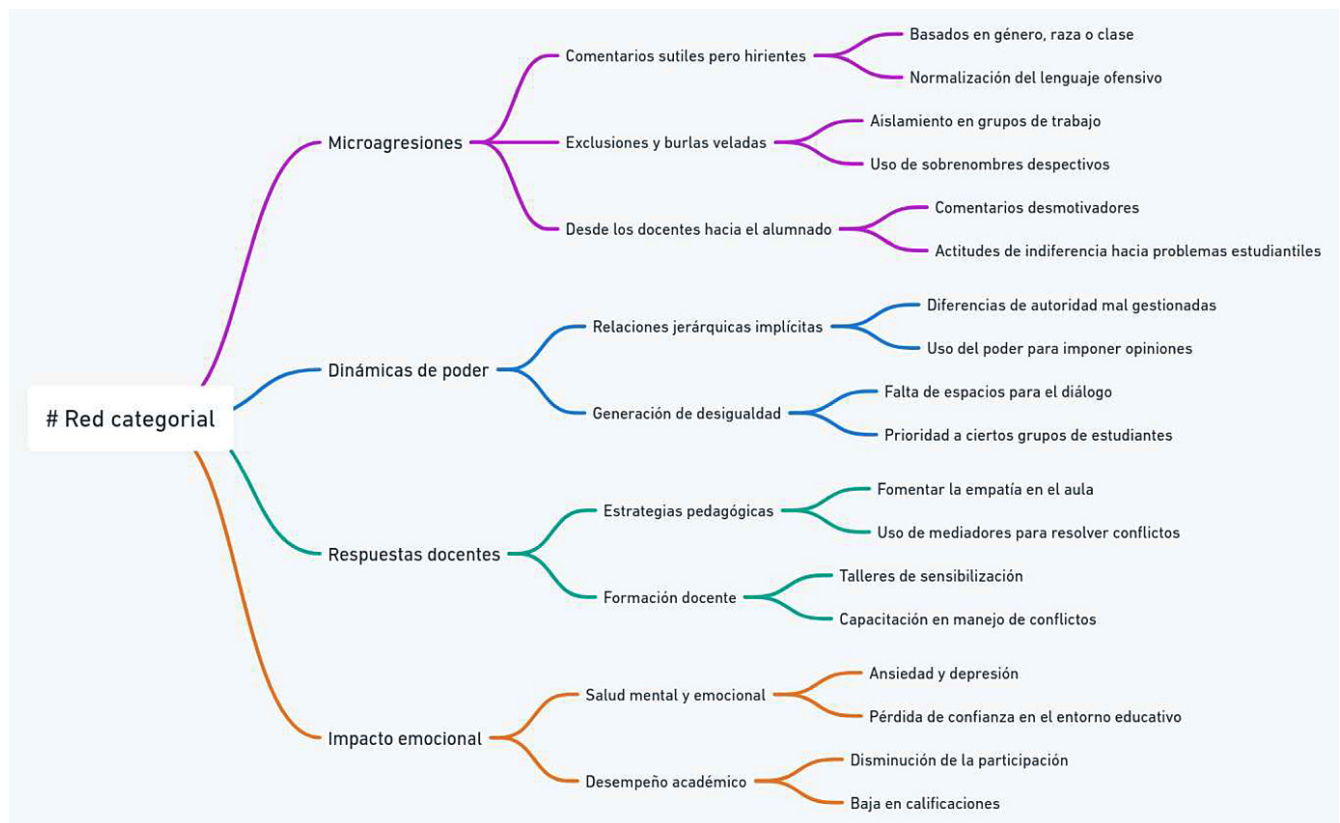 # Red categorial
Microagresiones
Comentarios sutiles pero hirientes
Basados en género, raza o clase
Normalización del lenguaje ofensivo
Exclusiones y burlas veladas
Aislamiento en grupos de trabajo
Uso de sobrenombres despectivos
Desde los docentes hacia el alumnado
Comentarios desmotivadores
Actitudes de indiferencia hacia problemas estudiantiles
Dinámicas de poder
Relaciones jerárquicas implícitas
Diferencias de autoridad mal gestionadas
Uso del poder para imponer opiniones
Generación de desigualdad
Falta de espacios para el diálogo
Prioridad a ciertos grupos de estudiantes
Respuestas docentes
Estrategias pedagógicas
Fomentar la empatía en el aula
Uso de mediadores para resolver conflictos
Formación docente
Talleres de sensibilización
Capacitación en manejo de conflictos
Impacto emocional
Salud mental y emocional
Ansiedad y depresión
Pérdida de confianza en el entorno educativo
Desempeño académico
Disminución de la participación
Baja en calificaciones